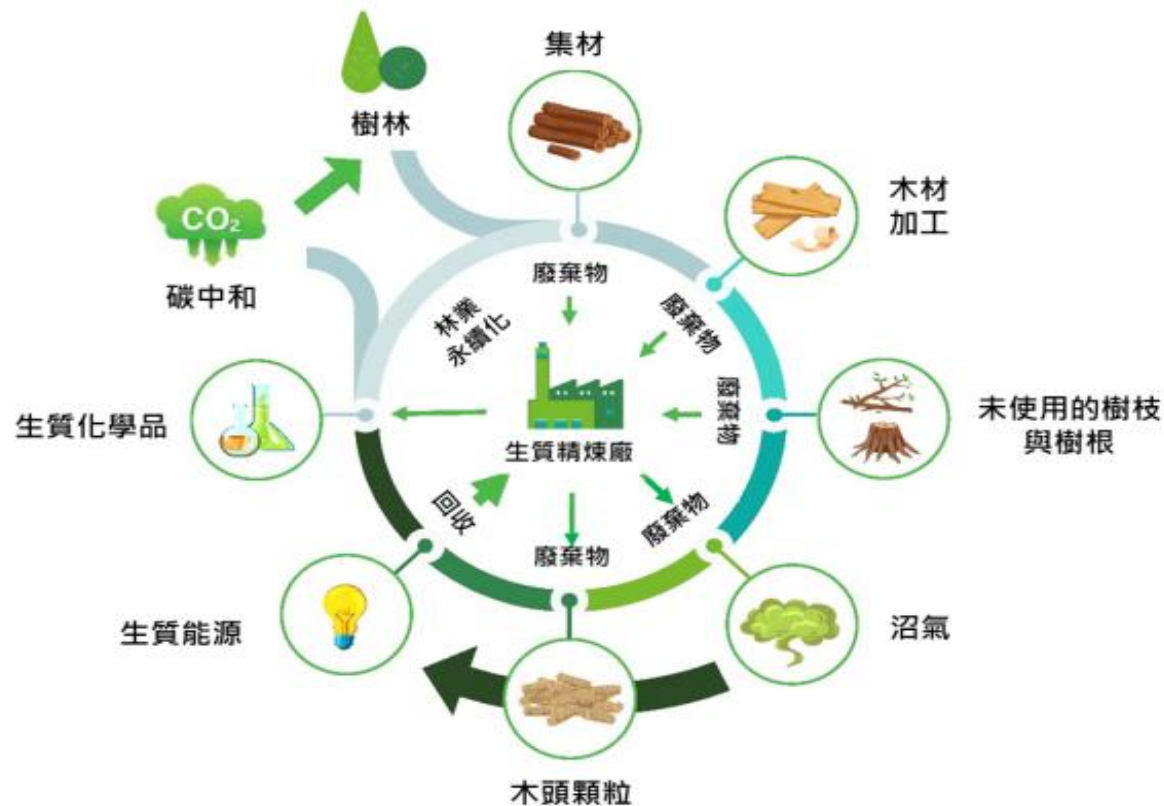 集材
樹林
木材
加工
CO₂
碳中和
廢棄物
林業
永續化
廢棄物
廢棄物
生質化學品
未使用的樹枝
與樹根
生質精煉廠
回收
廢棄物
廢棄物
生質能源
沼氣
木頭顆粒